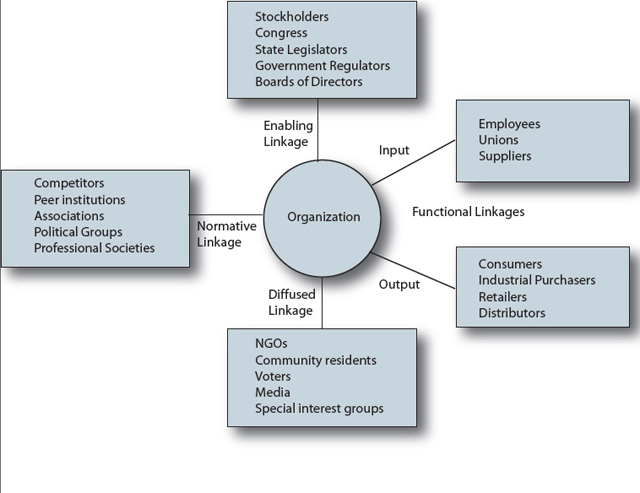 Stockholders
Congress
State Legislators
Government Regulators
Boards of Directors
Enabling
Linkage
Input
Employees
Unions
Suppliers
Competitors
Peer institutions
Associations
Political Groups
Professional Societies
Normative
Linkage
Organization
Functional Linkages
Diffused
Linkage
Output
Consumers
Industrial Purchasers
Retailers
Distributors
NGOs
Community residents
Voters
Media
Special interest groups